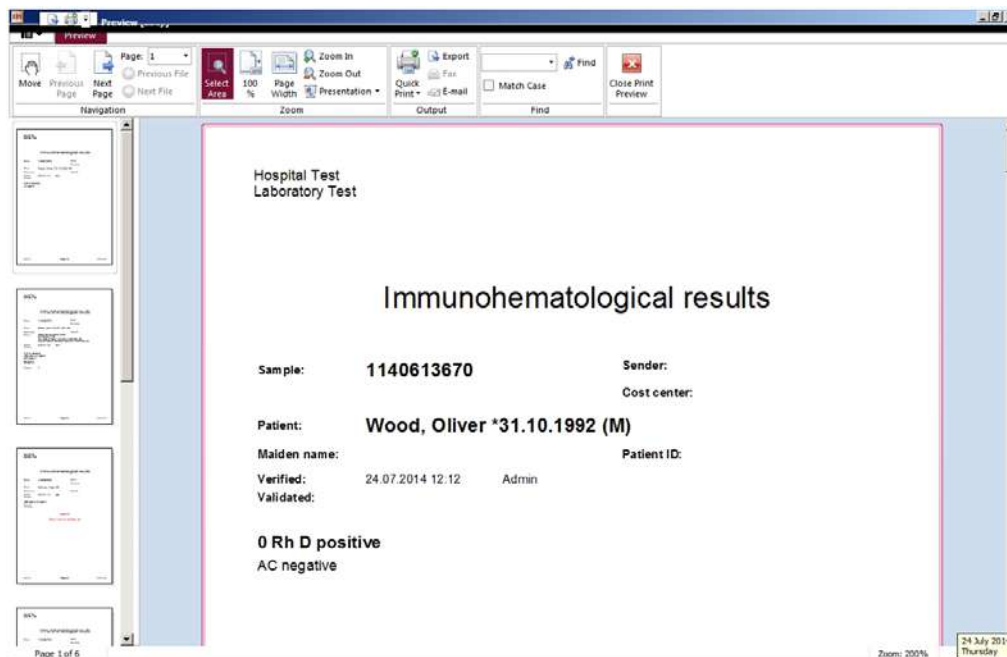 Preview
Preview
Move
Previous Page
Next Page
Page: 1
Previous File
Next File
Navigation
Select Area
100 %
Page Width
Zoom In
Zoom Out
Presentation
Zoom
Quick Print
Export
Fax
E-mail
Output
Find
Match Case
Find
Close Print Preview
Hospital Test
Laboratory Test
Immunohematological results
Sample: 1140613670 Sender:
Cost center:
Patient: Wood, Oliver *31.10.1992 (M)
Maiden name: Patient ID:
Verified: 24.07.2014 12:12 Admin
Validated:
0 Rh D positive
AC negative
Page 1 of 6
Zoom: 200%
24 July 201
Thursday